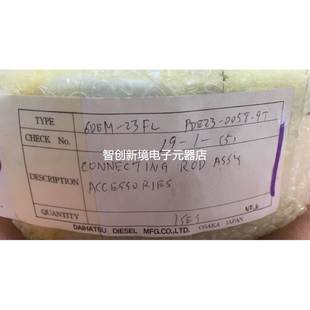 TYPE 6DEM-23FL PDE23-0058-9T
CHECK No. 19-1-15,
智创新境电子元器店
DESCRIPTION CONNECTING ROD ASS'Y
ACCESSORIES
QUANTITY 1SET
DAIHATSU DIESEL MFG.CO.,LTD. OSAKA JAPAN